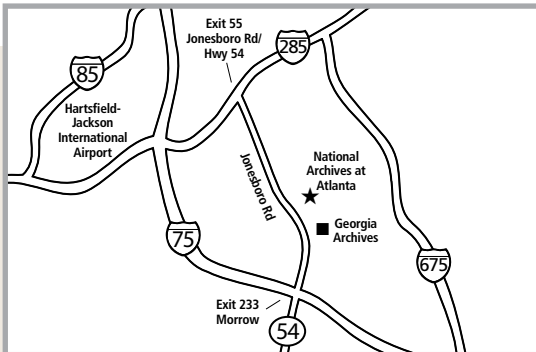 Exit 55
Jonesboro Rd/
Hwy 54
285
85
Hartsfield-
Jackson
International
Airport
Jonesboro Rd
National
Archives at
Atlanta
Georgia
Archives
75
675
Exit 233
Morrow
54